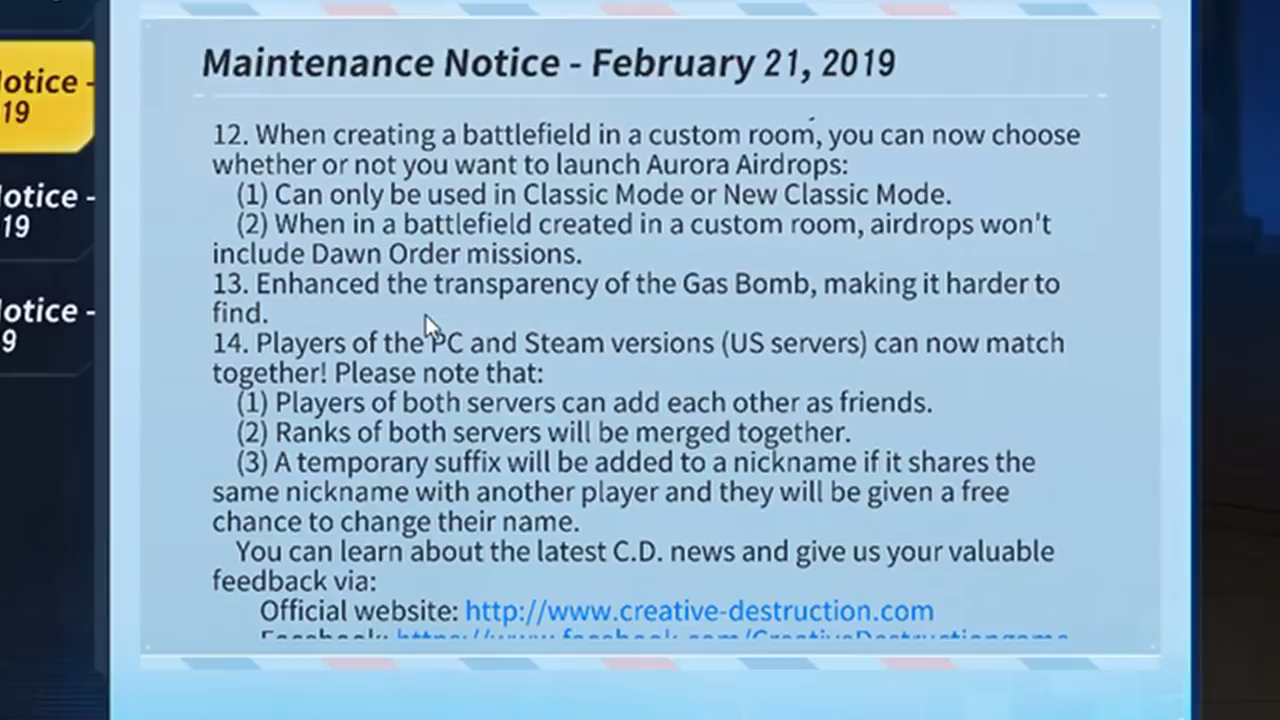 otice -
19
otice -
19
otice -
9
Maintenance Notice - February 21, 2019
12. When creating a battlefield in a custom room, you can now choose
whether or not you want to launch Aurora Airdrops:
(1) Can only be used in Classic Mode or New Classic Mode.
(2) When in a battlefield created in a custom room, airdrops won't
include Dawn Order missions.
13. Enhanced the transparency of the Gas Bomb, making it harder to
find.
14. Players of the PC and Steam versions (US servers) can now match
together! Please note that:
(1) Players of both servers can add each other as friends.
(2) Ranks of both servers will be merged together.
(3) A temporary suffix will be added to a nickname if it shares the
same nickname with another player and they will be given a free
chance to change their name.
You can learn about the latest C.D. news and give us your valuable
feedback via:
Official website: http://www.creative-destruction.com
Facebook: https://www.facebook.com/CreativeDestructiongame